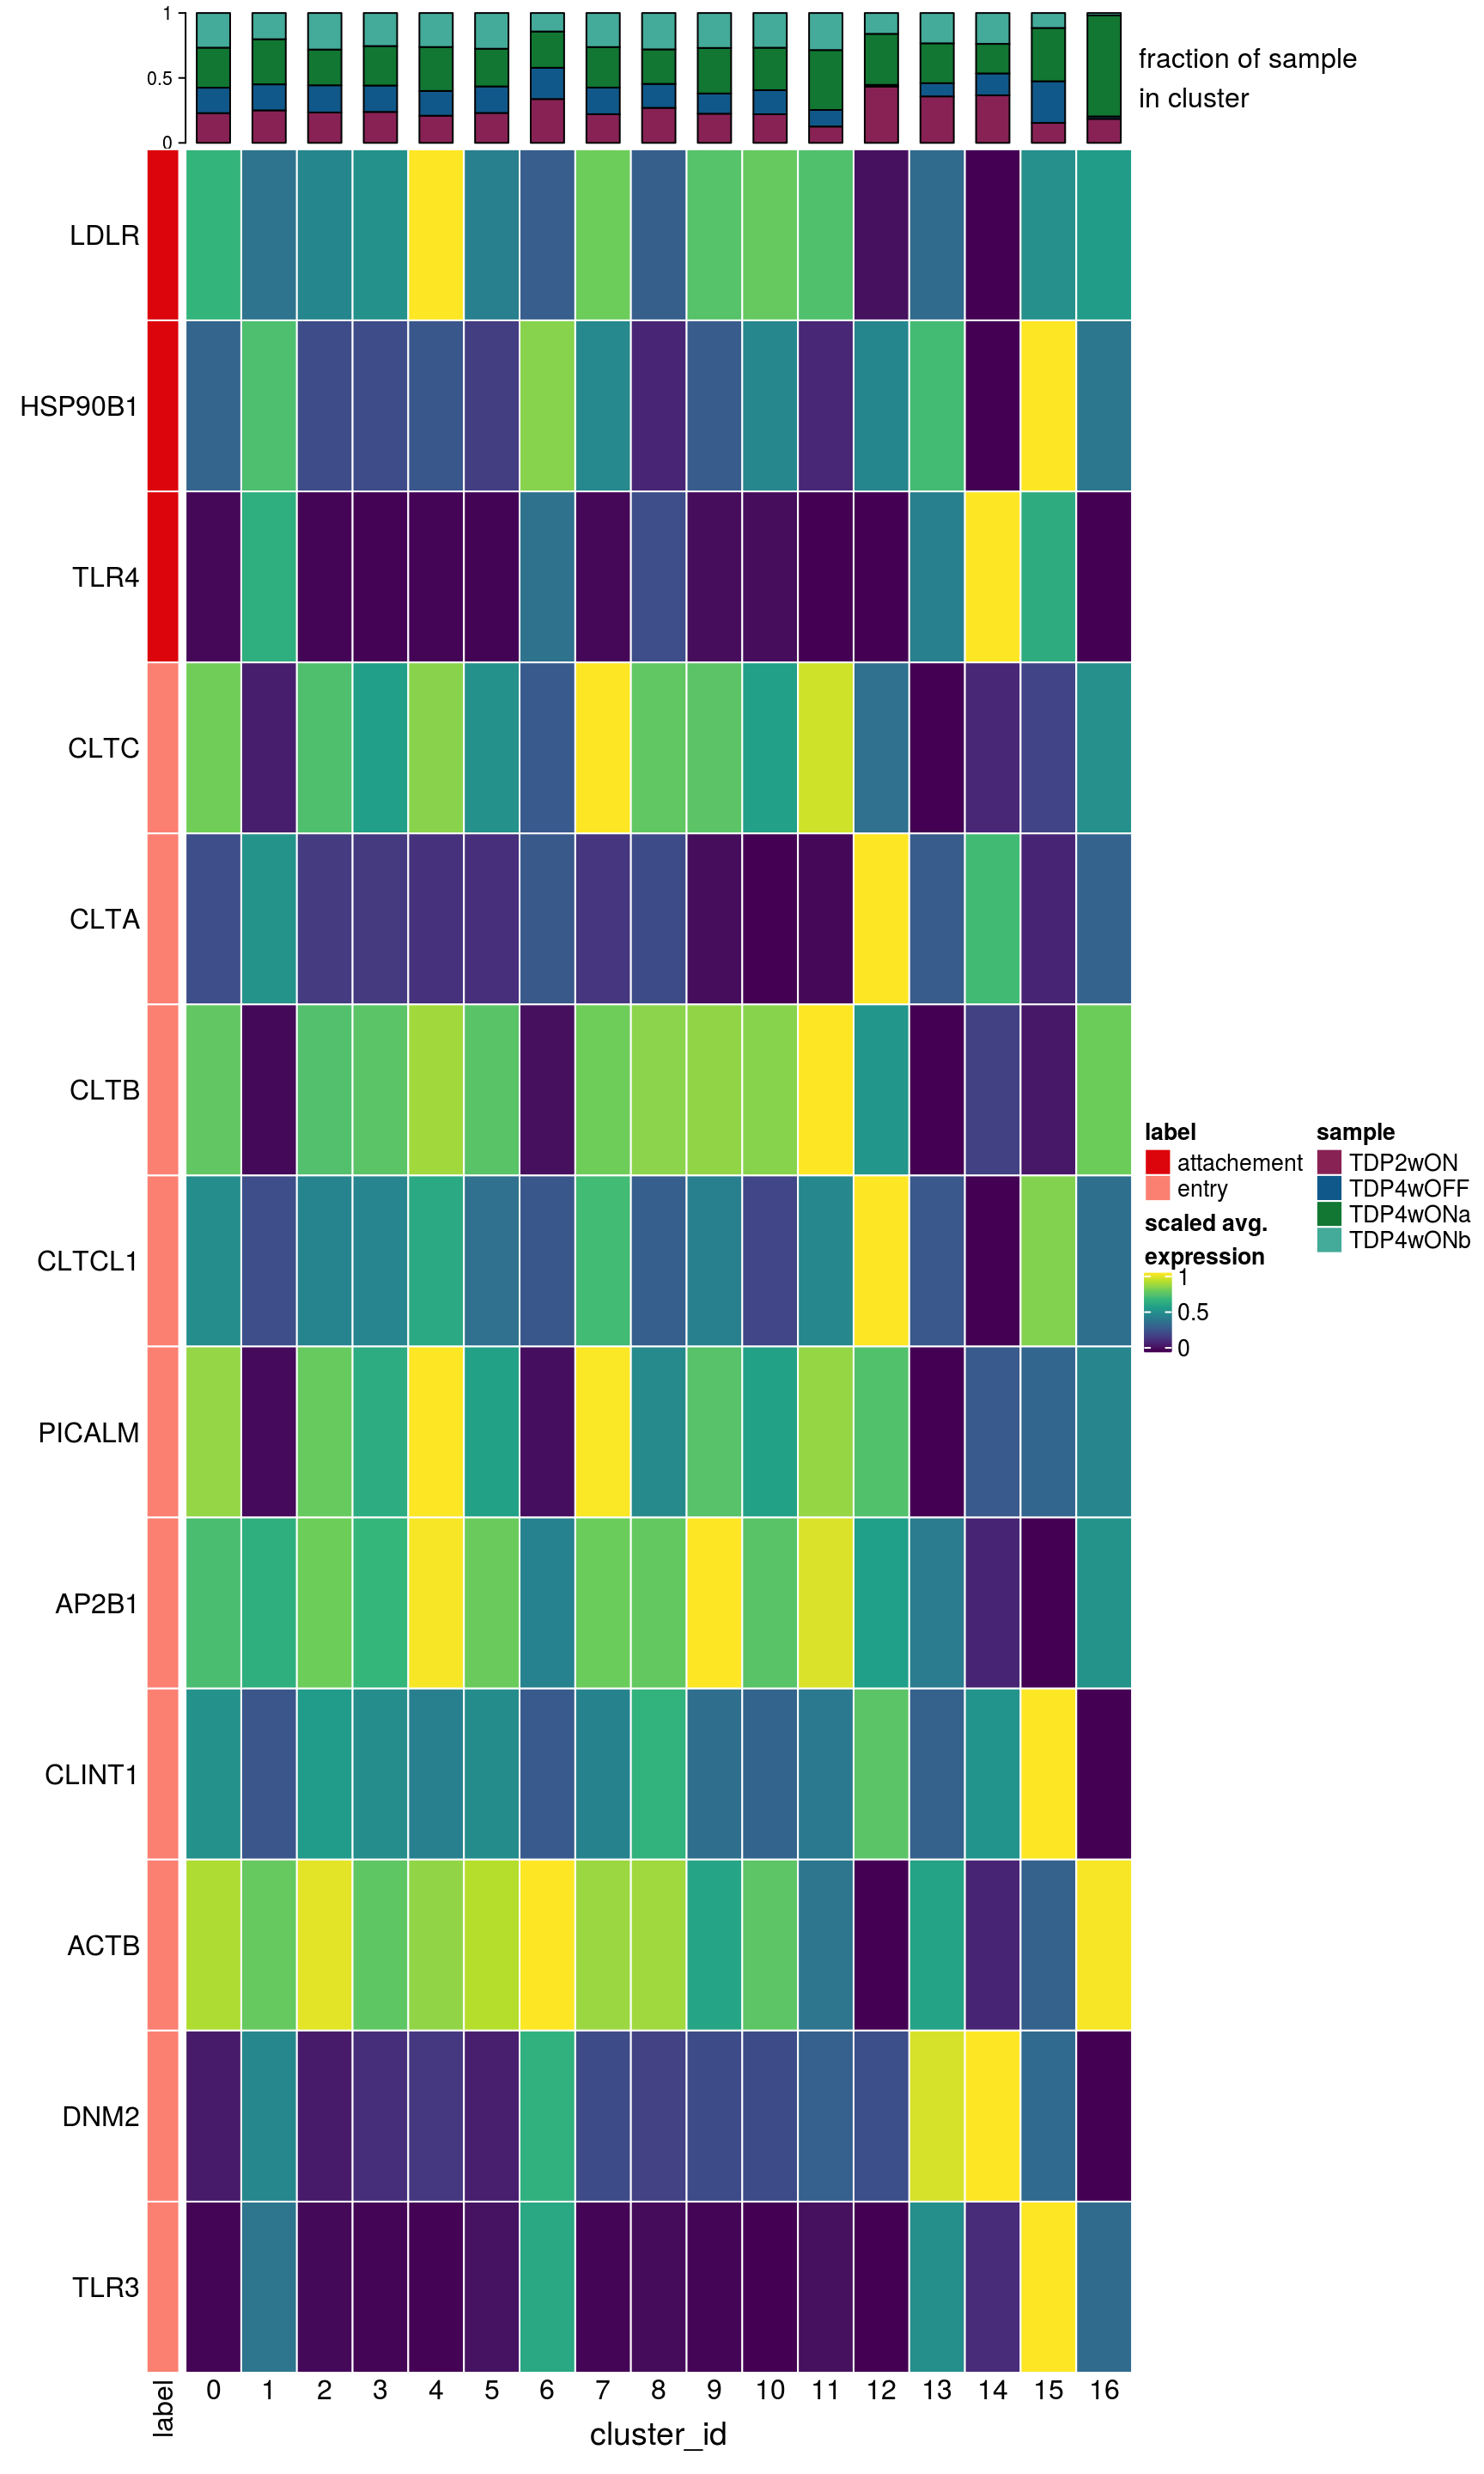 1
0.5
0
fraction of sample
in cluster
LDLR
HSP90B1
TLR4
CLTC
CLTA
CLTB
CLTCL1
PICALM
AP2B1
CLINT1
ACTB
DNM2
TLR3
label
0 1 2 3 4 5 6 7 8 9 10 11 12 13 14 15 16
cluster_id
label
attachement
entry
scaled avg.
expression
1
0.5
0
sample
TDP2wON
TDP4wOFF
TDP4wONa
TDP4wONb